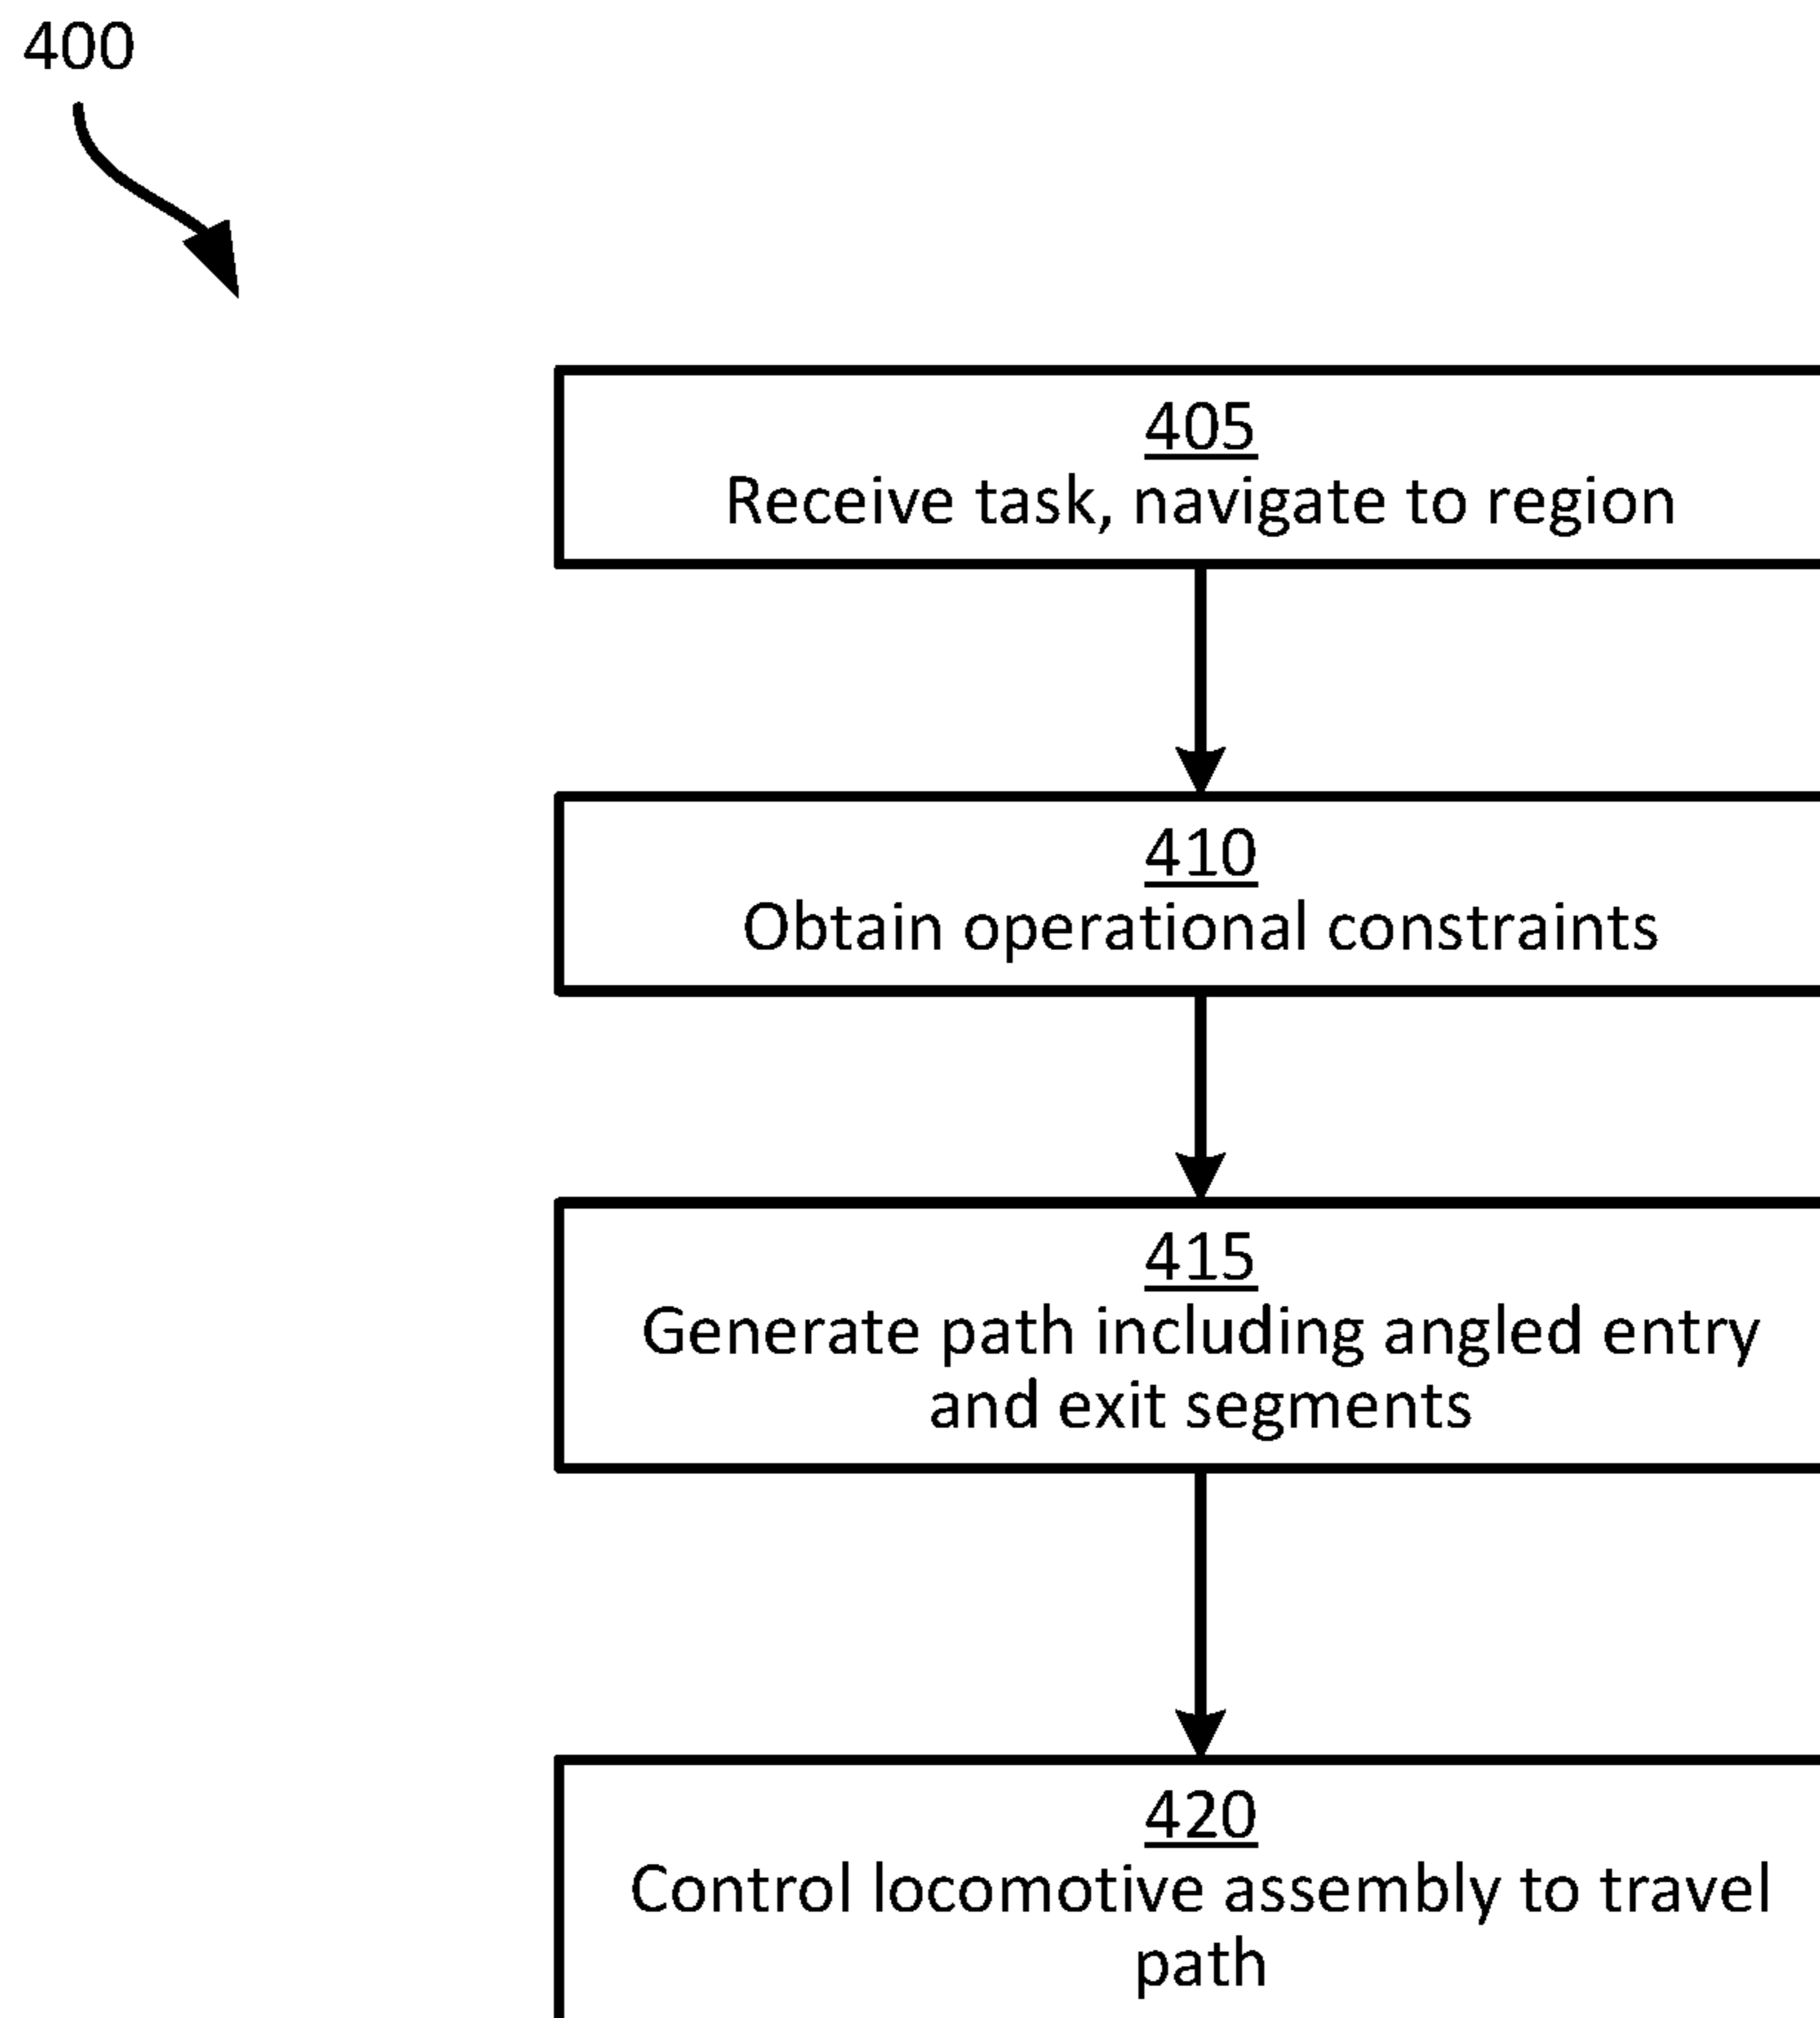 400
405
Receive task, navigate to region
410
Obtain operational constraints
415
Generate path including angled entry
and exit segments
420
Control locomotive assembly to travel
path